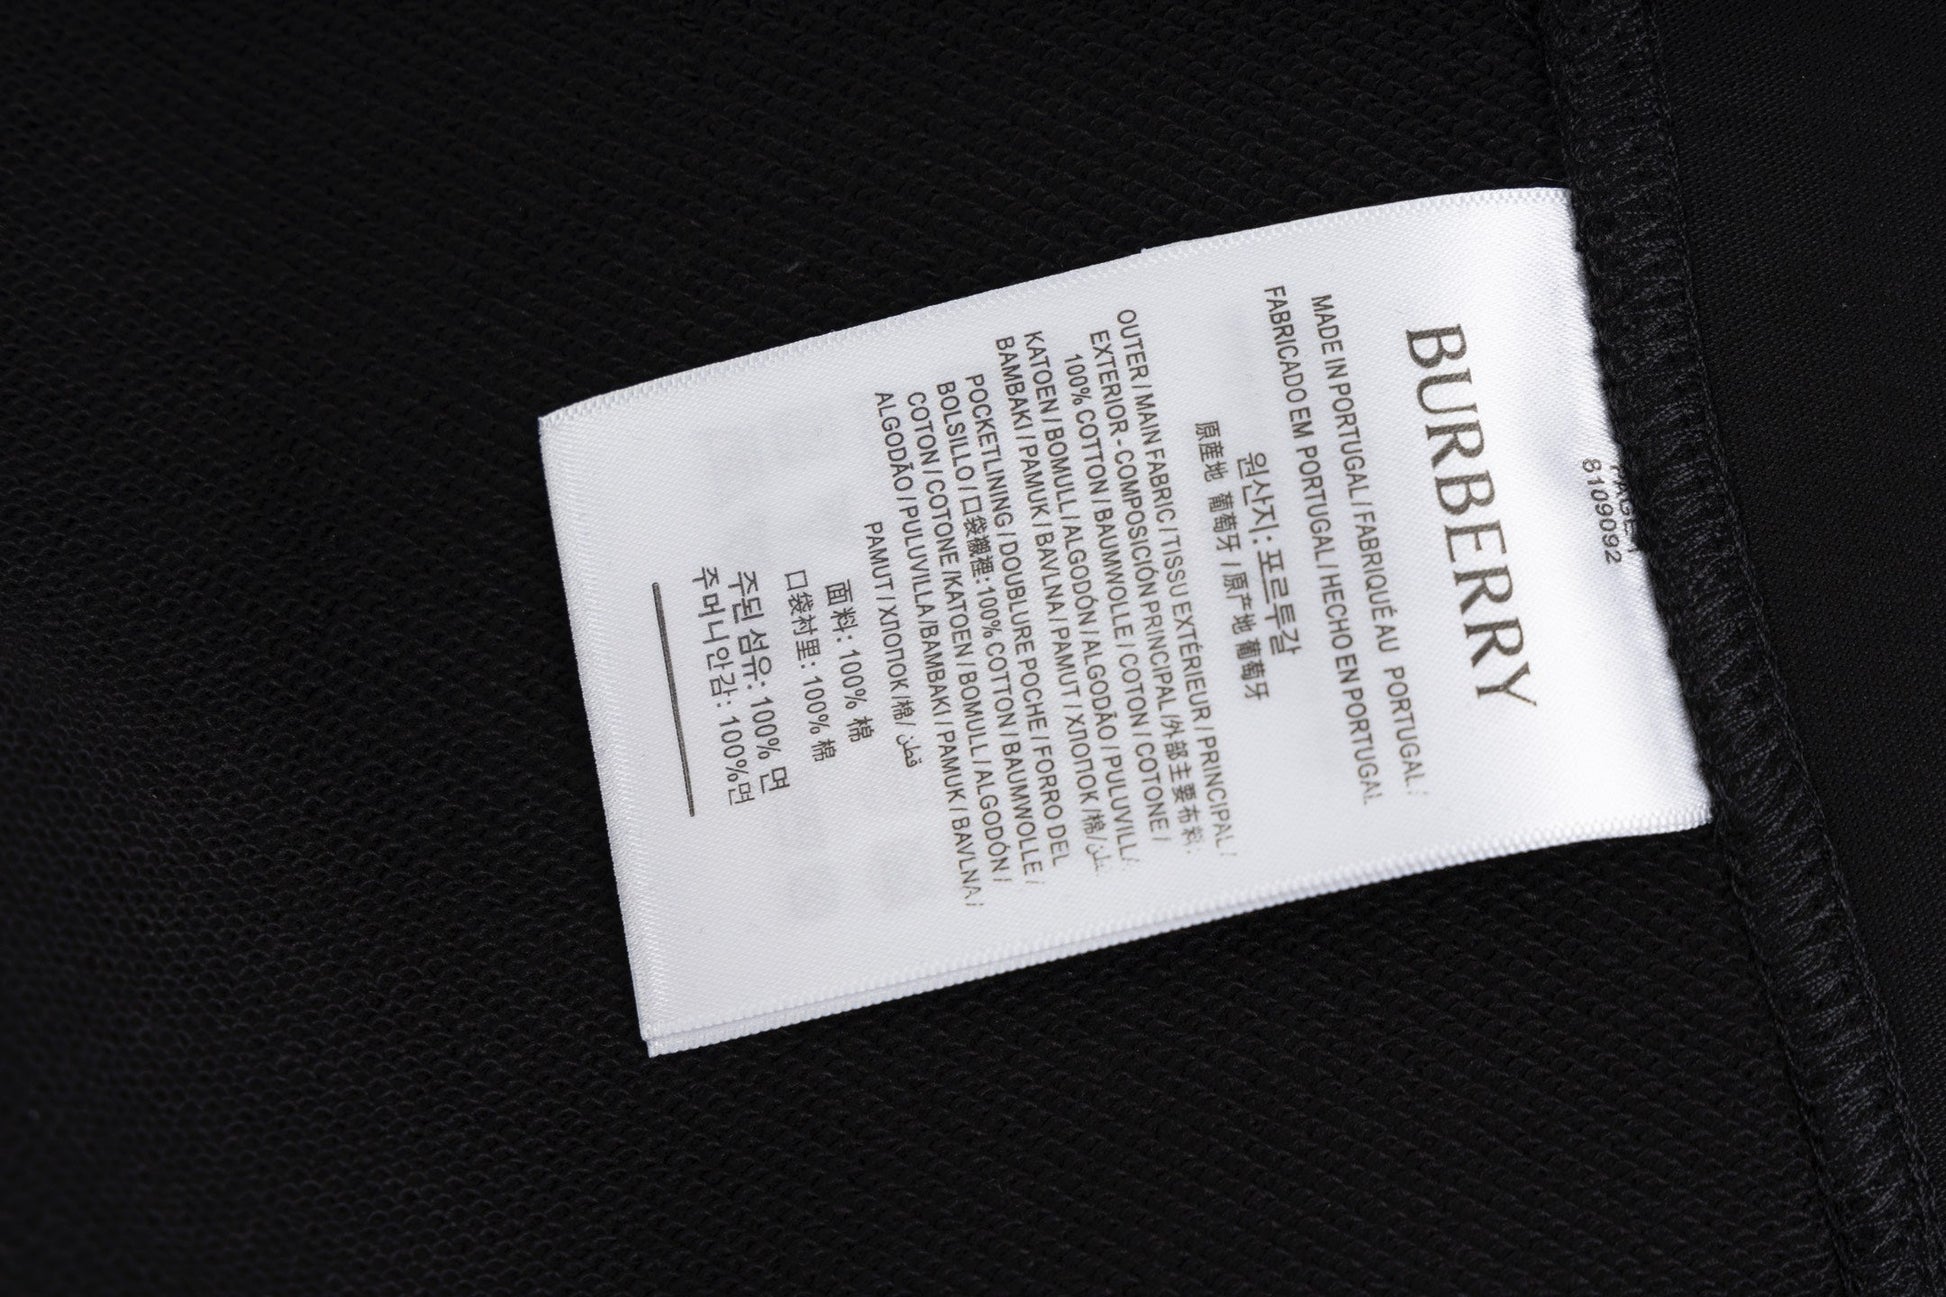 8109092
BURBERRY
MADE IN PORTUGAL / FABRIQUÉ AU PORTUGAL /
FABRICADO EM PORTUGAL / HECHO EN PORTUGAL
원산지: 포르투갈
原產地 葡萄牙 / 原产地 葡萄牙
OUTER / MAIN FABRIC / TISSU EXTÉRIEUR / PRINCIPAL /
EXTERIOR - COMPOSICIÓN PRINCIPAL /外部主要布料:
100% COTTON / BAUMWOLLE / COTON / COTONE /
KATOEN / BOMULL / ALGODÓN / ALGODÃO / PULUVILLA
BAMBAKI / PAMUK / BAVLNA / PAMUT / ХЛОПОК /棉/ قطن
POCKETLINING / DOUBLURE POCHE / FORRO DEL
BOLSILLO / 口袋襯裡: 100% COTTON / BAUMWOLLE /
COTON / COTONE /KATOEN / BOMULL / ALGODÓN /
ALGODÃO / PULUVILLA /BAMBAKI / PAMUK / BAVLNA /
PAMUT / ХЛОПОК /棉/ قطن
面料: 100% 棉
口袋衬里: 100% 棉
주된 섬유: 100% 면
주머니안감: 100%면